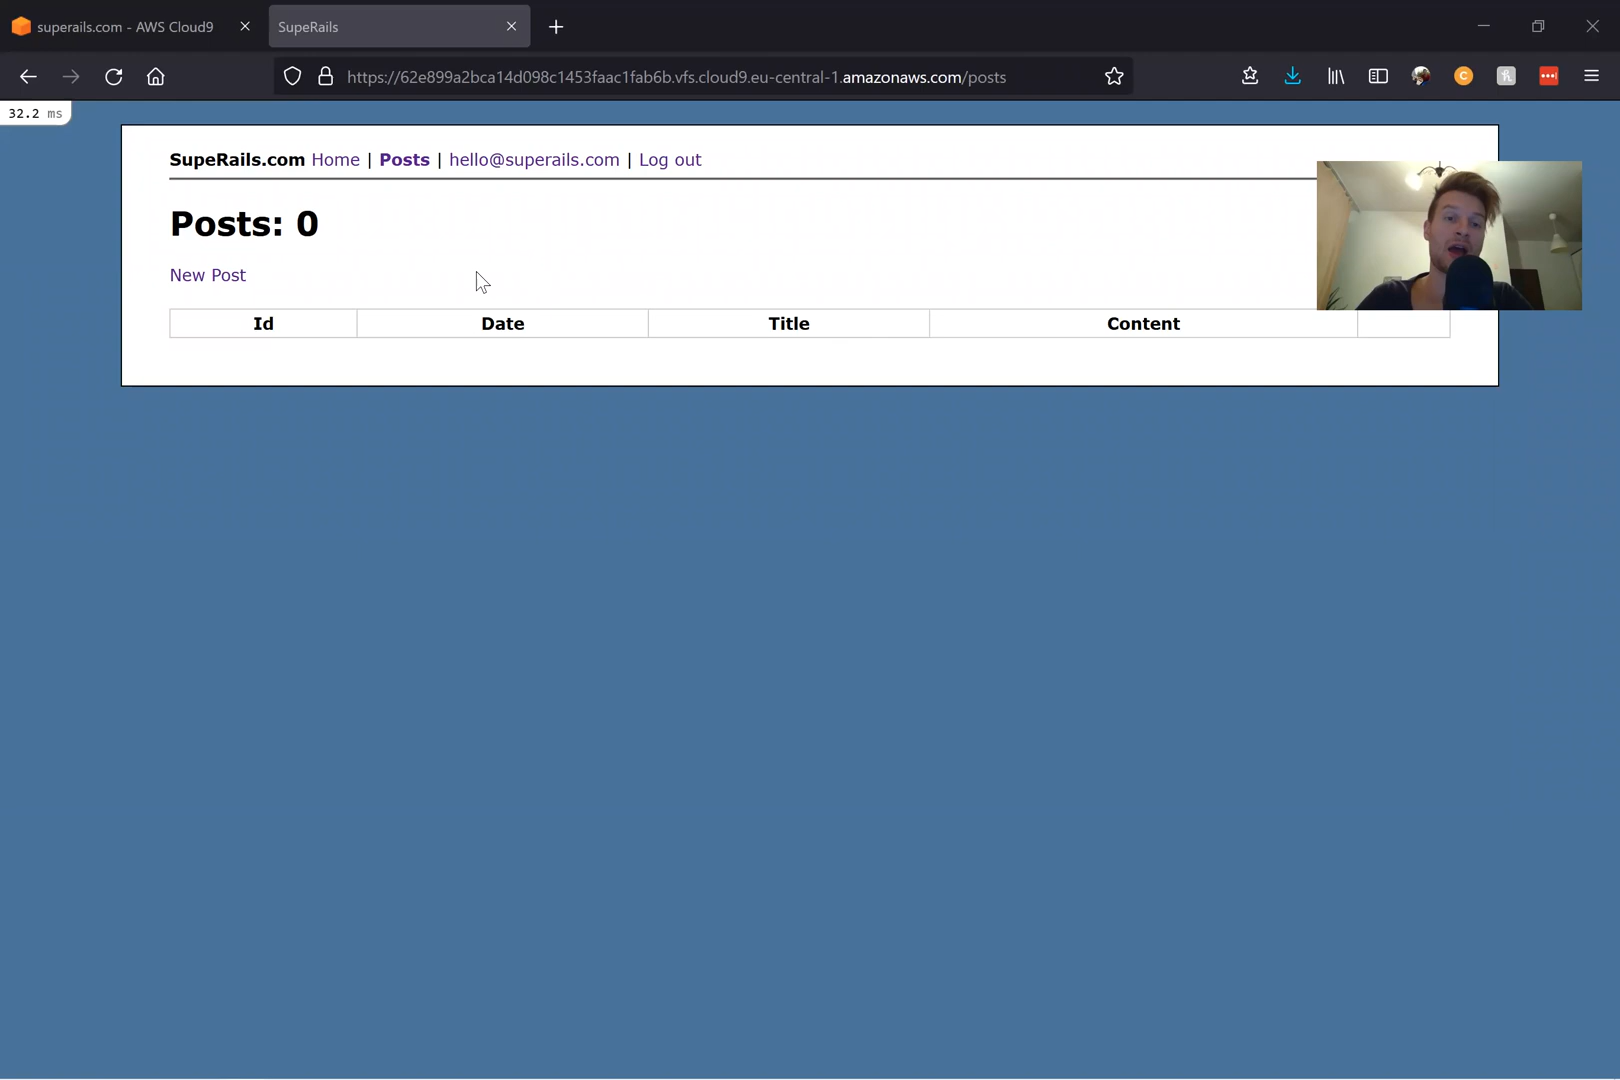 superails.com - AWS Cloud9
SupeRails
https://62e899a2bca14d098c1453faac1fab6b.vfs.cloud9.eu-central-1.amazonaws.com/posts
32.2 ms
SupeRails.com Home | Posts | hello@superails.com | Log out
Posts: 0
New Post
Id Date Title Content